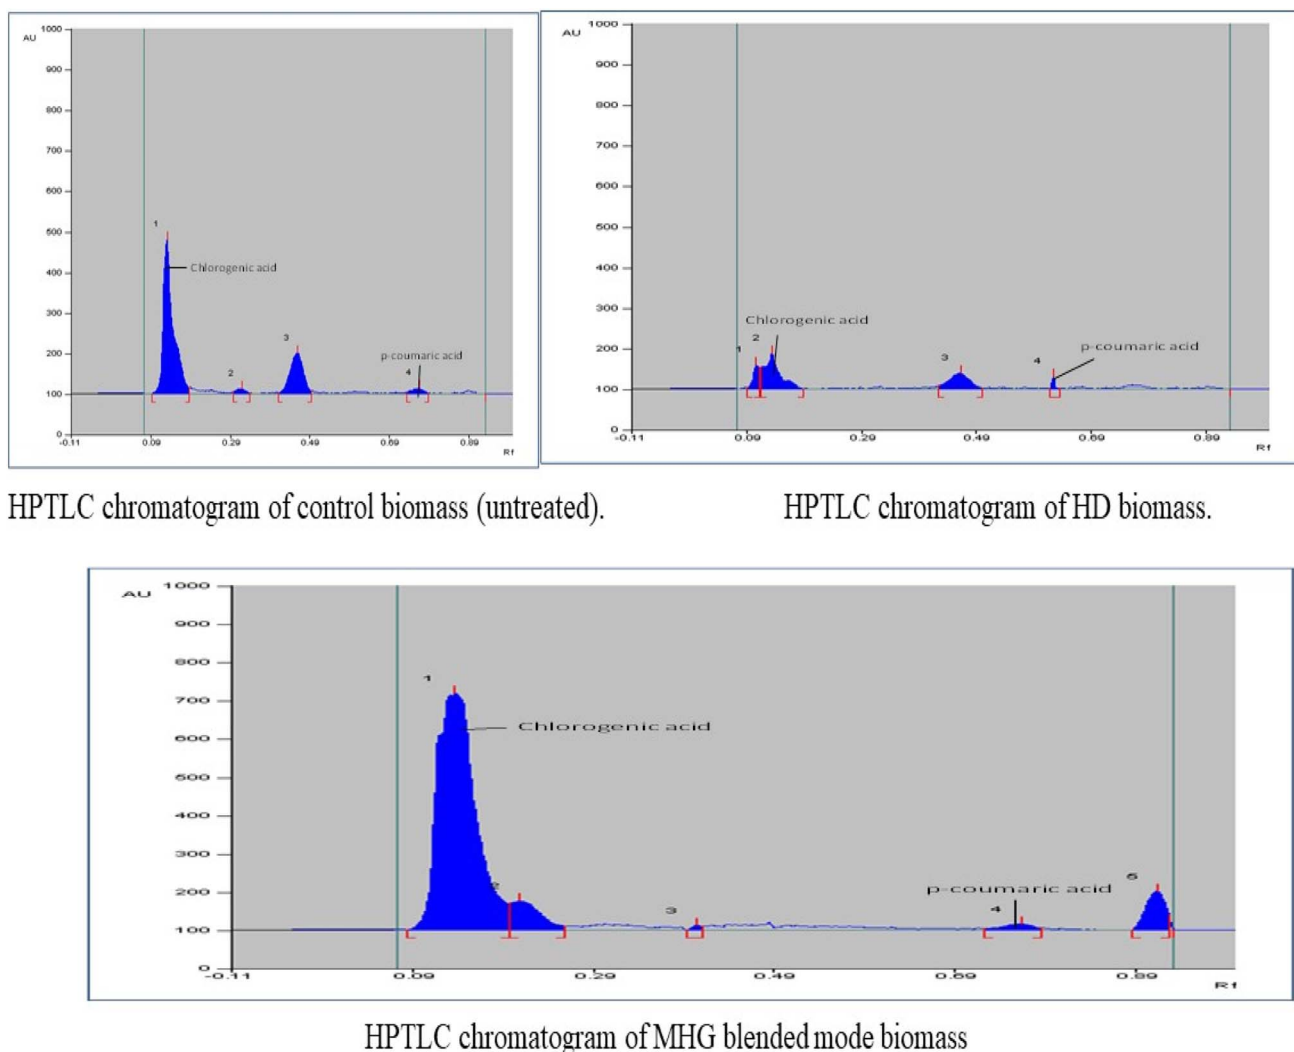 AU
1000
900
800
700
600
500
400
300
200
100
0
1
Chlorogenic acid
2
3
p-coumaric acid
4
-0.11 0.09 0.29 0.49 0.69 0.89
Rf
AU
1000
900
800
700
600
500
400
300
200
100
0
Chlorogenic acid
1
2
3
4
p-coumaric acid
-0.11 0.09 0.29 0.49 0.69 0.89
Rf
HPTLC chromatogram of control biomass (untreated).
HPTLC chromatogram of HD biomass.
AU
1000
900
800
700
600
500
400
300
200
100
0
1
Chlorogenic acid
2
3
p-coumaric acid
4
5
-0.11 0.09 0.29 0.49 0.69 0.89
Rf
HPTLC chromatogram of MHG blended mode biomass